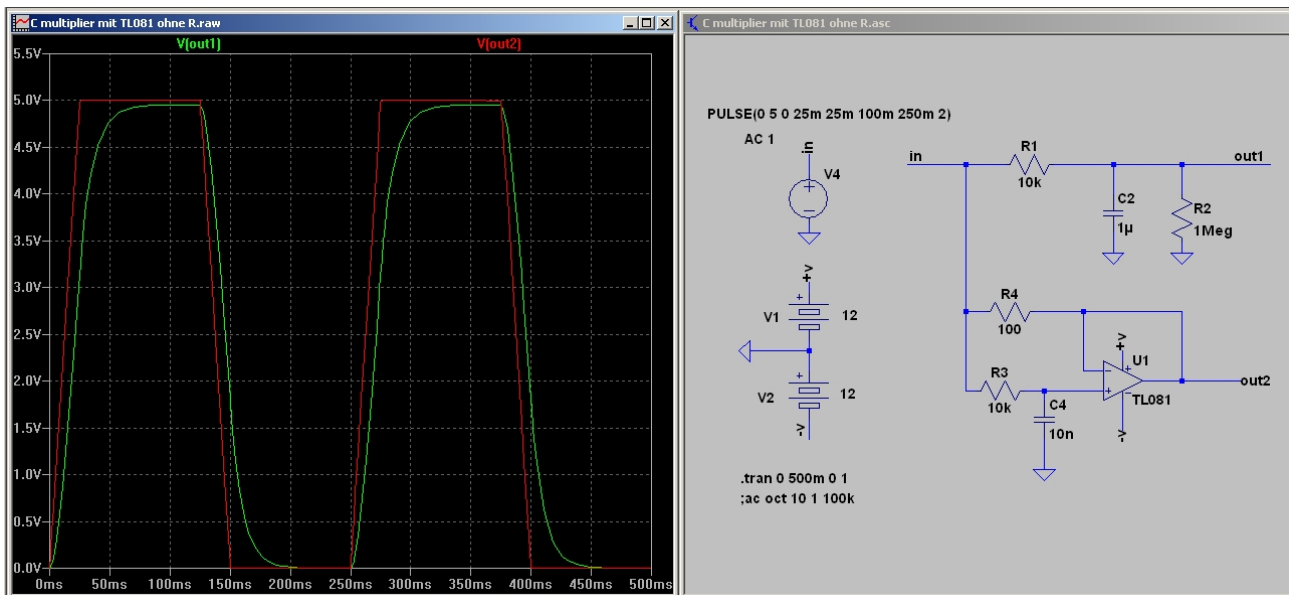 C multiplier mit TL081 ohne R.raw
V(out1)
V(out2)
5.5V
5.0V
4.5V
4.0V
3.5V
3.0V
2.5V
2.0V
1.5V
1.0V
0.5V
0.0V
0ms
50ms
100ms
150ms
200ms
250ms
300ms
350ms
400ms
450ms
500ms
C multiplier mit TL081 ohne R.asc
PULSE(0 5 0 25m 25m 100m 250m 2)
AC 1
in
V4
+v
V1
12
V2
12
-v
.tran 0 500m 0 1
;ac oct 10 1 100k
in
R1
10k
out1
C2
1µ
R2
1Meg
R4
100
+v
U1
R3
10k
C4
10n
TL081
-v
out2